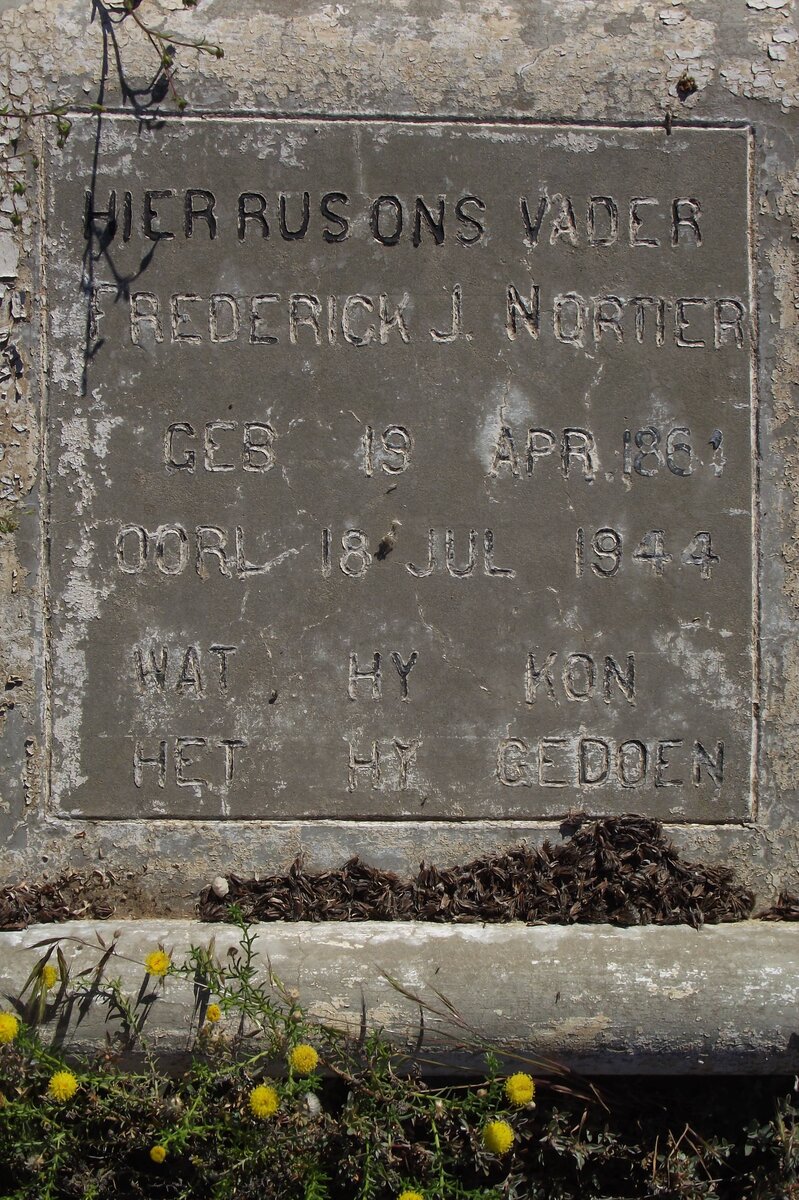 HIER RUS ONS VADER
FREDERICK J. NORTIER
GEB 19 APR. 1861
OORL 18 JUL 1944
WAT HY KON
HET HY GEDOEN